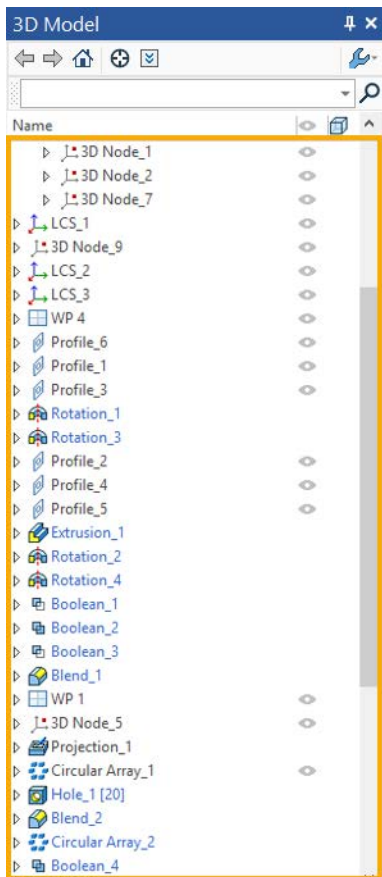 3D Model
Name
3D Node_1
3D Node_2
3D Node_7
LCS_1
3D Node_9
LCS_2
LCS_3
WP 4
Profile_6
Profile_1
Profile_3
Rotation_1
Rotation_3
Profile_2
Profile_4
Profile_5
Extrusion_1
Rotation_2
Rotation_4
Boolean_1
Boolean_2
Boolean_3
Blend_1
WP 1
3D Node_5
Projection_1
Circular Array_1
Hole_1 [20]
Blend_2
Circular Array_2
Boolean_4